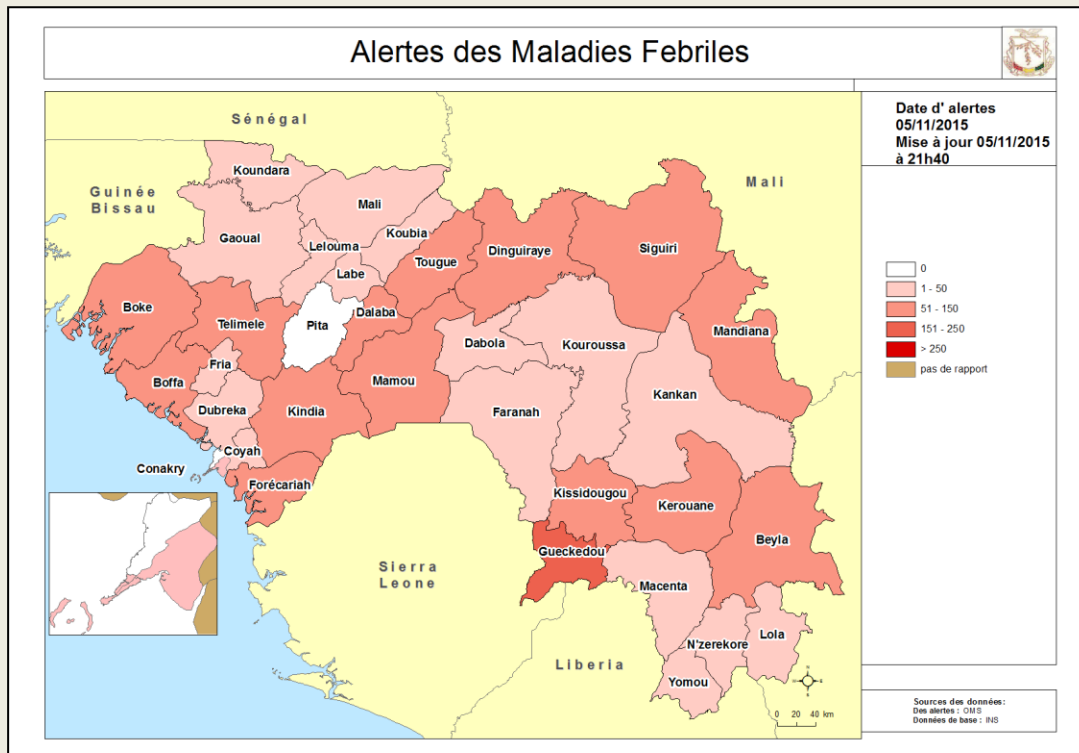 Alertes des Maladies Febriles
Date d' alertes
05/11/2015
Mise à jour 05/11/2015
à 21h40
0
1 - 50
51 - 150
151 - 250
> 250
pas de rapport
Sénégal
Guinée
Bissau
Mali
Koundara
Mali
Gaoual
Koubia
Lelouma
Labe
Tougue
Dinguiraye
Siguiri
Boke
Telimele
Pita
Dalaba
Mandiana
Fria
Dabola
Kouroussa
Boffa
Mamou
Kankan
Dubreka
Kindia
Faranah
Coyah
Conakry
Forécariah
Kissidougou
Kerouane
Beyla
Gueckedou
Sierra
Leone
Macenta
Lola
N'zerekore
Liberia
Yomou
N
W
E
S
0 20 40 km
Sources des données:
Des alertes : OMS
Données de base : INS